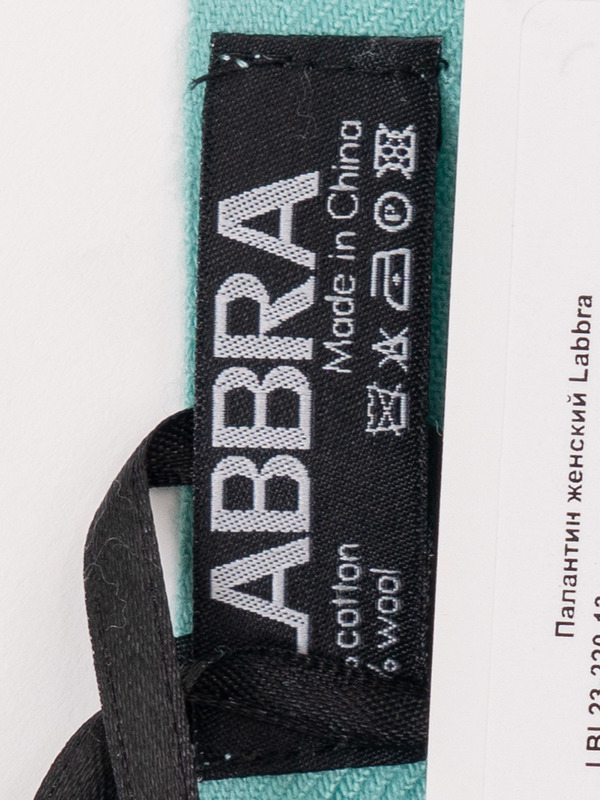 ABBRA
Made in China
cotton
% wool
Палантин женский Labbra